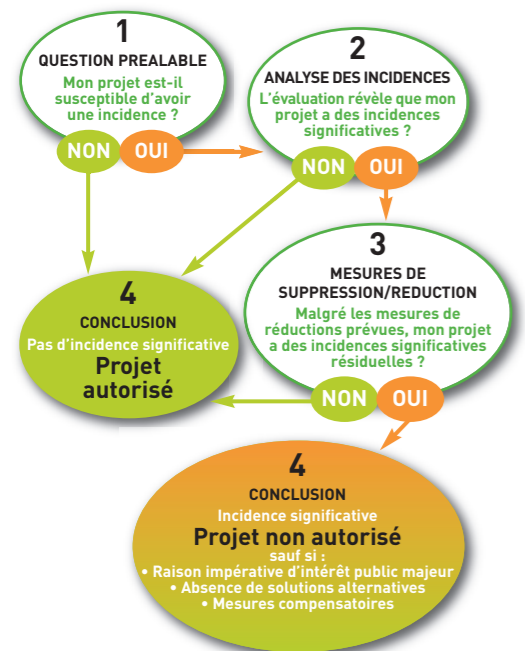 1
QUESTION PREALABLE
Mon projet est-il
susceptible d'avoir
une incidence ?
NON OUI
2
ANALYSE DES INCIDENCES
L'évaluation révèle que mon
projet a des incidences
significatives ?
NON OUI
3
MESURES DE
SUPPRESSION/REDUCTION
Malgré les mesures de
réductions prévues, mon projet
a des incidences significatives
résiduelles ?
NON OUI
4
CONCLUSION
Pas d'incidence significative
Projet
autorisé
4
CONCLUSION
Incidence significative
Projet non autorisé
sauf si :
• Raison impérative d'intérêt public majeur
• Absence de solutions alternatives
• Mesures compensatoires